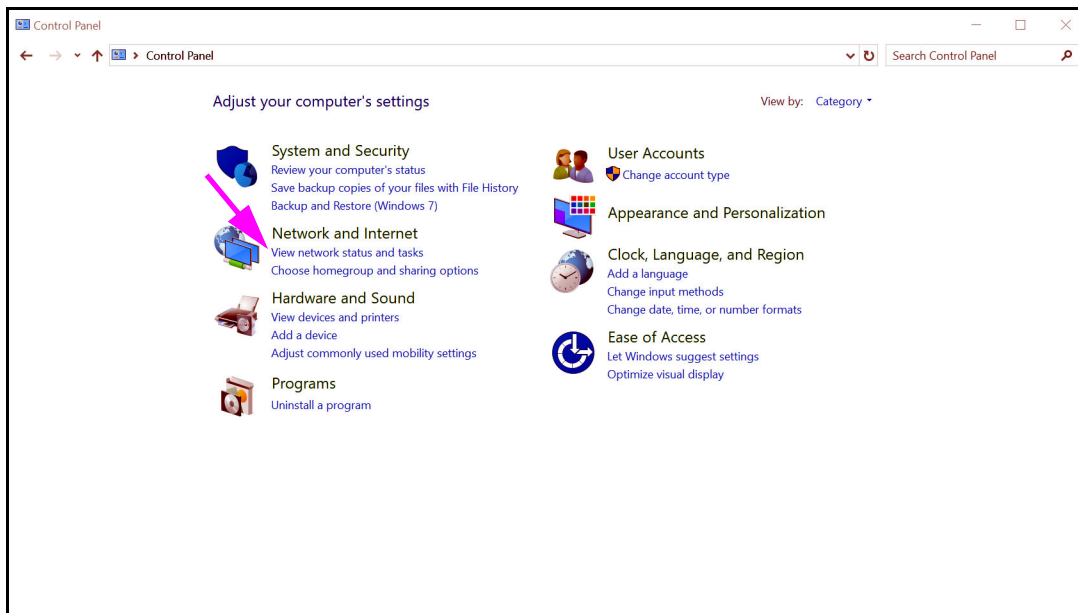 Control Panel
Control Panel
Search Control Panel
Adjust your computer's settings
View by: Category
System and Security
Review your computer's status
Save backup copies of your files with File History
Backup and Restore (Windows 7)
Network and Internet
View network status and tasks
Choose homegroup and sharing options
Hardware and Sound
View devices and printers
Add a device
Adjust commonly used mobility settings
Programs
Uninstall a program
User Accounts
Change account type
Appearance and Personalization
Clock, Language, and Region
Add a language
Change input methods
Change date, time, or number formats
Ease of Access
Let Windows suggest settings
Optimize visual display